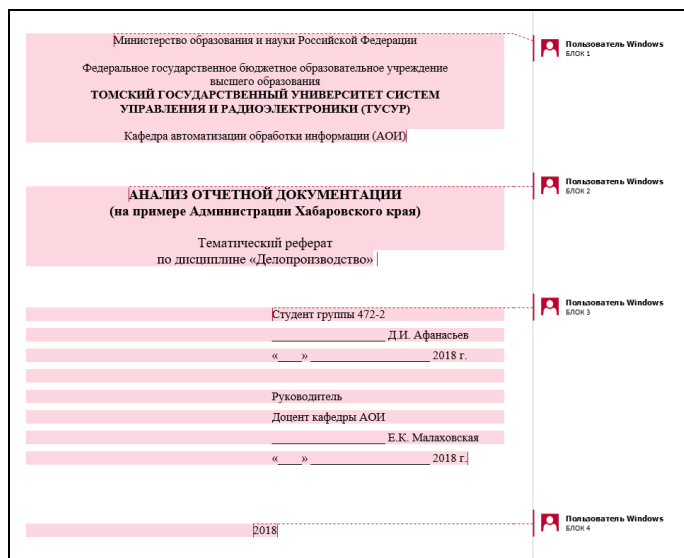 Министерство образования и науки Российской Федерации
Пользователь Windows
БЛОК 1
Федеральное государственное бюджетное образовательное учреждение
высшего образования
ТОМСКИЙ ГОСУДАРСТВЕННЫЙ УНИВЕРСИТЕТ СИСТЕМ
УПРАВЛЕНИЯ И РАДИОЭЛЕКТРОНИКИ (ТУСУР)
Кафедра автоматизации обработки информации (АОИ)
Пользователь Windows
БЛОК 2
АНАЛИЗ ОТЧЕТНОЙ ДОКУМЕНТАЦИИ
(на примере Администрации Хабаровского края)
Тематический реферат
по дисциплине «Делопроизводство»
Пользователь Windows
БЛОК 3
Студент группы 472-2
___________________ Д.И. Афанасьев
«____» ____________________ 2018 г.
Руководитель
Доцент кафедры АОИ
___________________ Е.К. Малаховская
«____» ____________________ 2018 г.
Пользователь Windows
БЛОК 4
2018